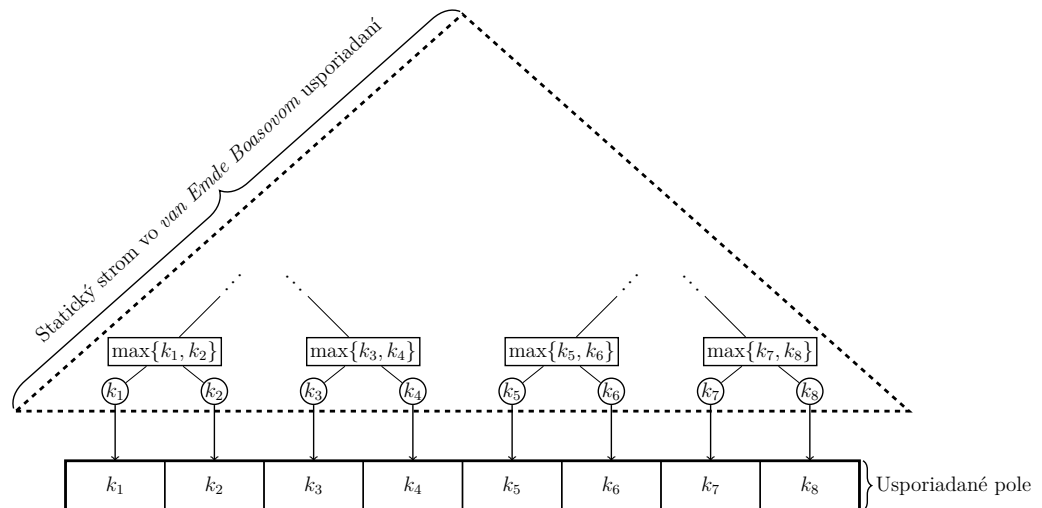 Statický strom vo van Emde Boasovom usporiadaní
max{k₁, k₂} max{k₃, k₄} max{k₅, k₆} max{k₇, k₈}
k₁ k₂ k₃ k₄ k₅ k₆ k₇ k₈
k₁ k₂ k₃ k₄ k₅ k₆ k₇ k₈ Usporiadané pole